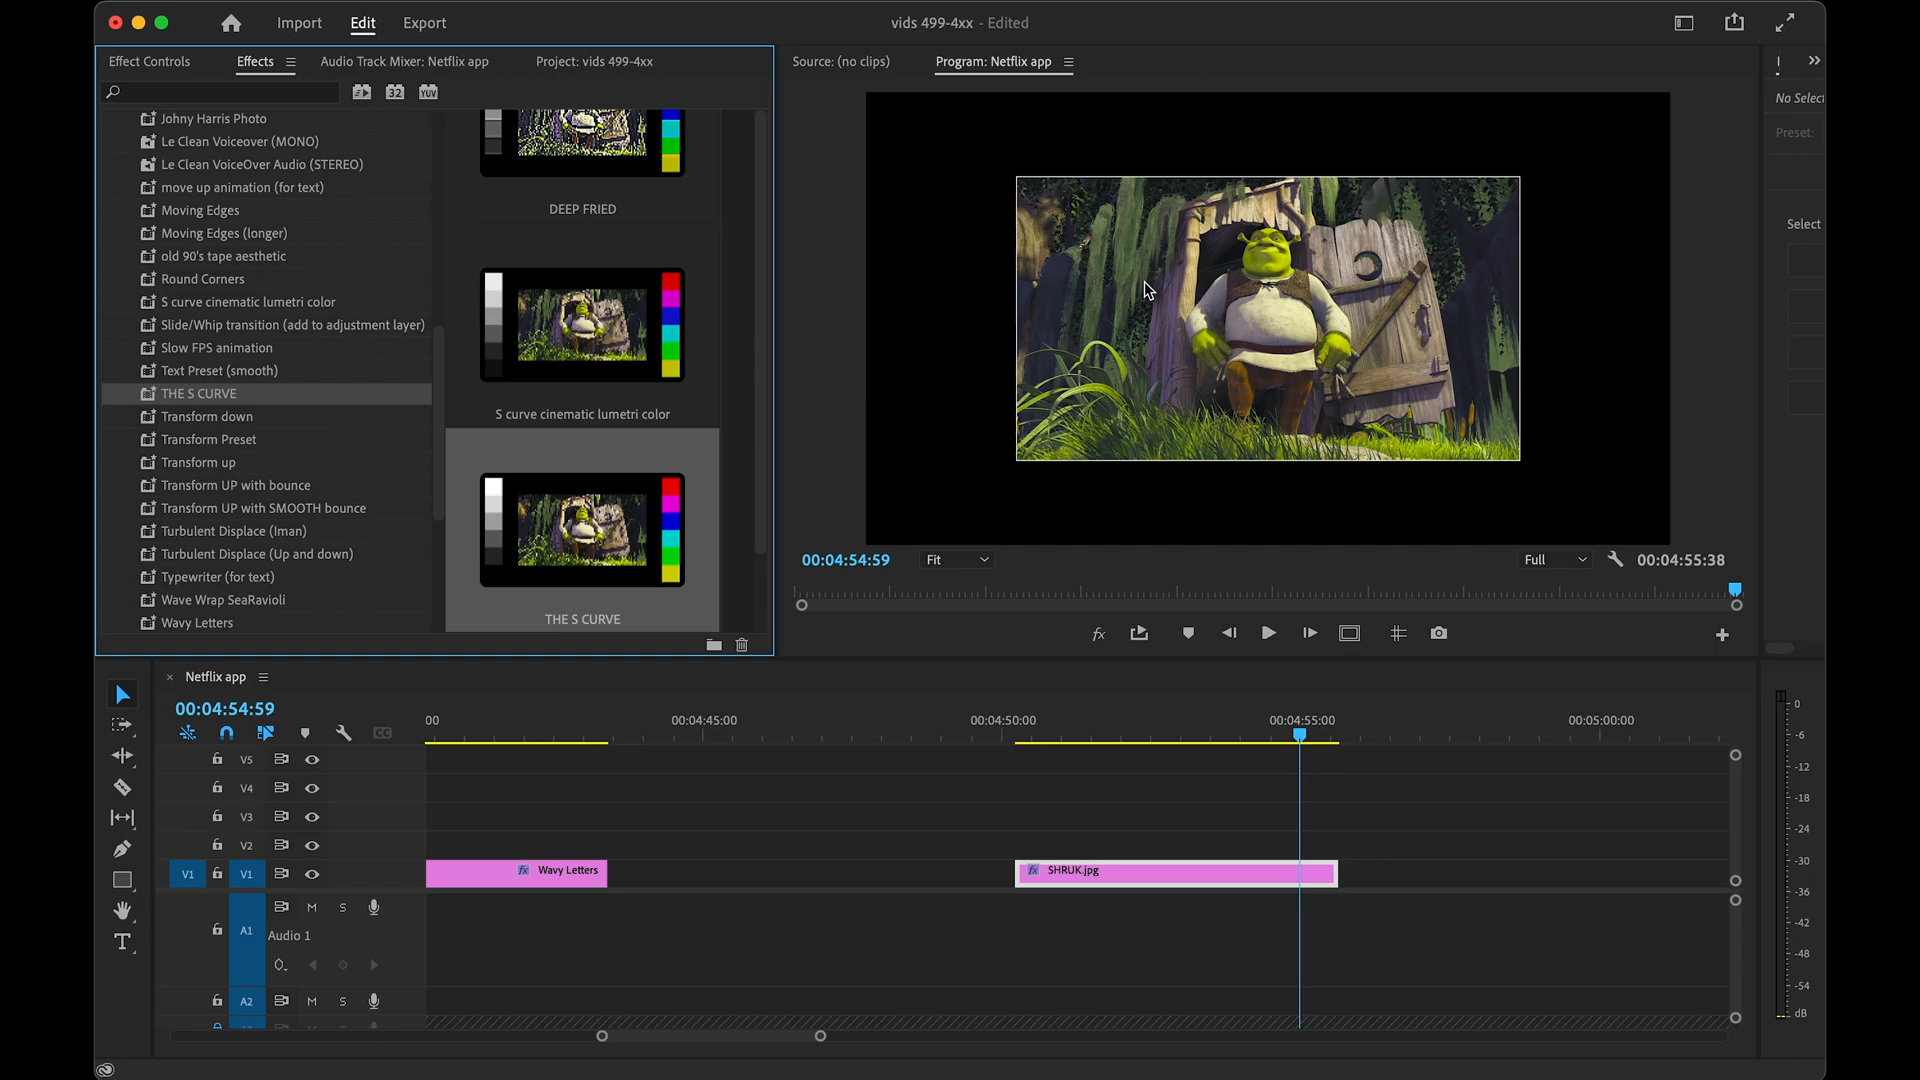 Import
Edit
Export
vids 499-4xx - Edited
Effect Controls
Effects
Audio Track Mixer: Netflix app
Project: vids 499-4xx
Source: (no clips)
Program: Netflix app
32
YUV
No Select
Preset:
Select
Johny Harris Photo
Le Clean Voiceover (MONO)
Le Clean VoiceOver Audio (STEREO)
move up animation (for text)
Moving Edges
Moving Edges (longer)
old 90's tape aesthetic
Round Corners
S curve cinematic lumetri color
Slide/Whip transition (add to adjustment layer)
Slow FPS animation
Text Preset (smooth)
THE S CURVE
Transform down
Transform Preset
Transform up
Transform UP with bounce
Transform UP with SMOOTH bounce
Turbulent Displace (Iman)
Turbulent Displace (Up and down)
Typewriter (for text)
Wave Wrap SeaRavioli
Wavy Letters
DEEP FRIED
S curve cinematic lumetri color
THE S CURVE
00:04:54:59
Fit
Full
00:04:55:38
fx
Netflix app
00:04:54:59
CC
00
00:04:45:00
00:04:50:00
00:04:55:00
00:05:00:00
V5
V4
V3
V2
V1
V1
fx Wavy Letters
fx SHRUK.jpg
A1
M
S
Audio 1
A2
M
S
0
-6
-12
-18
-24
-30
-36
-42
-48
-54
dB